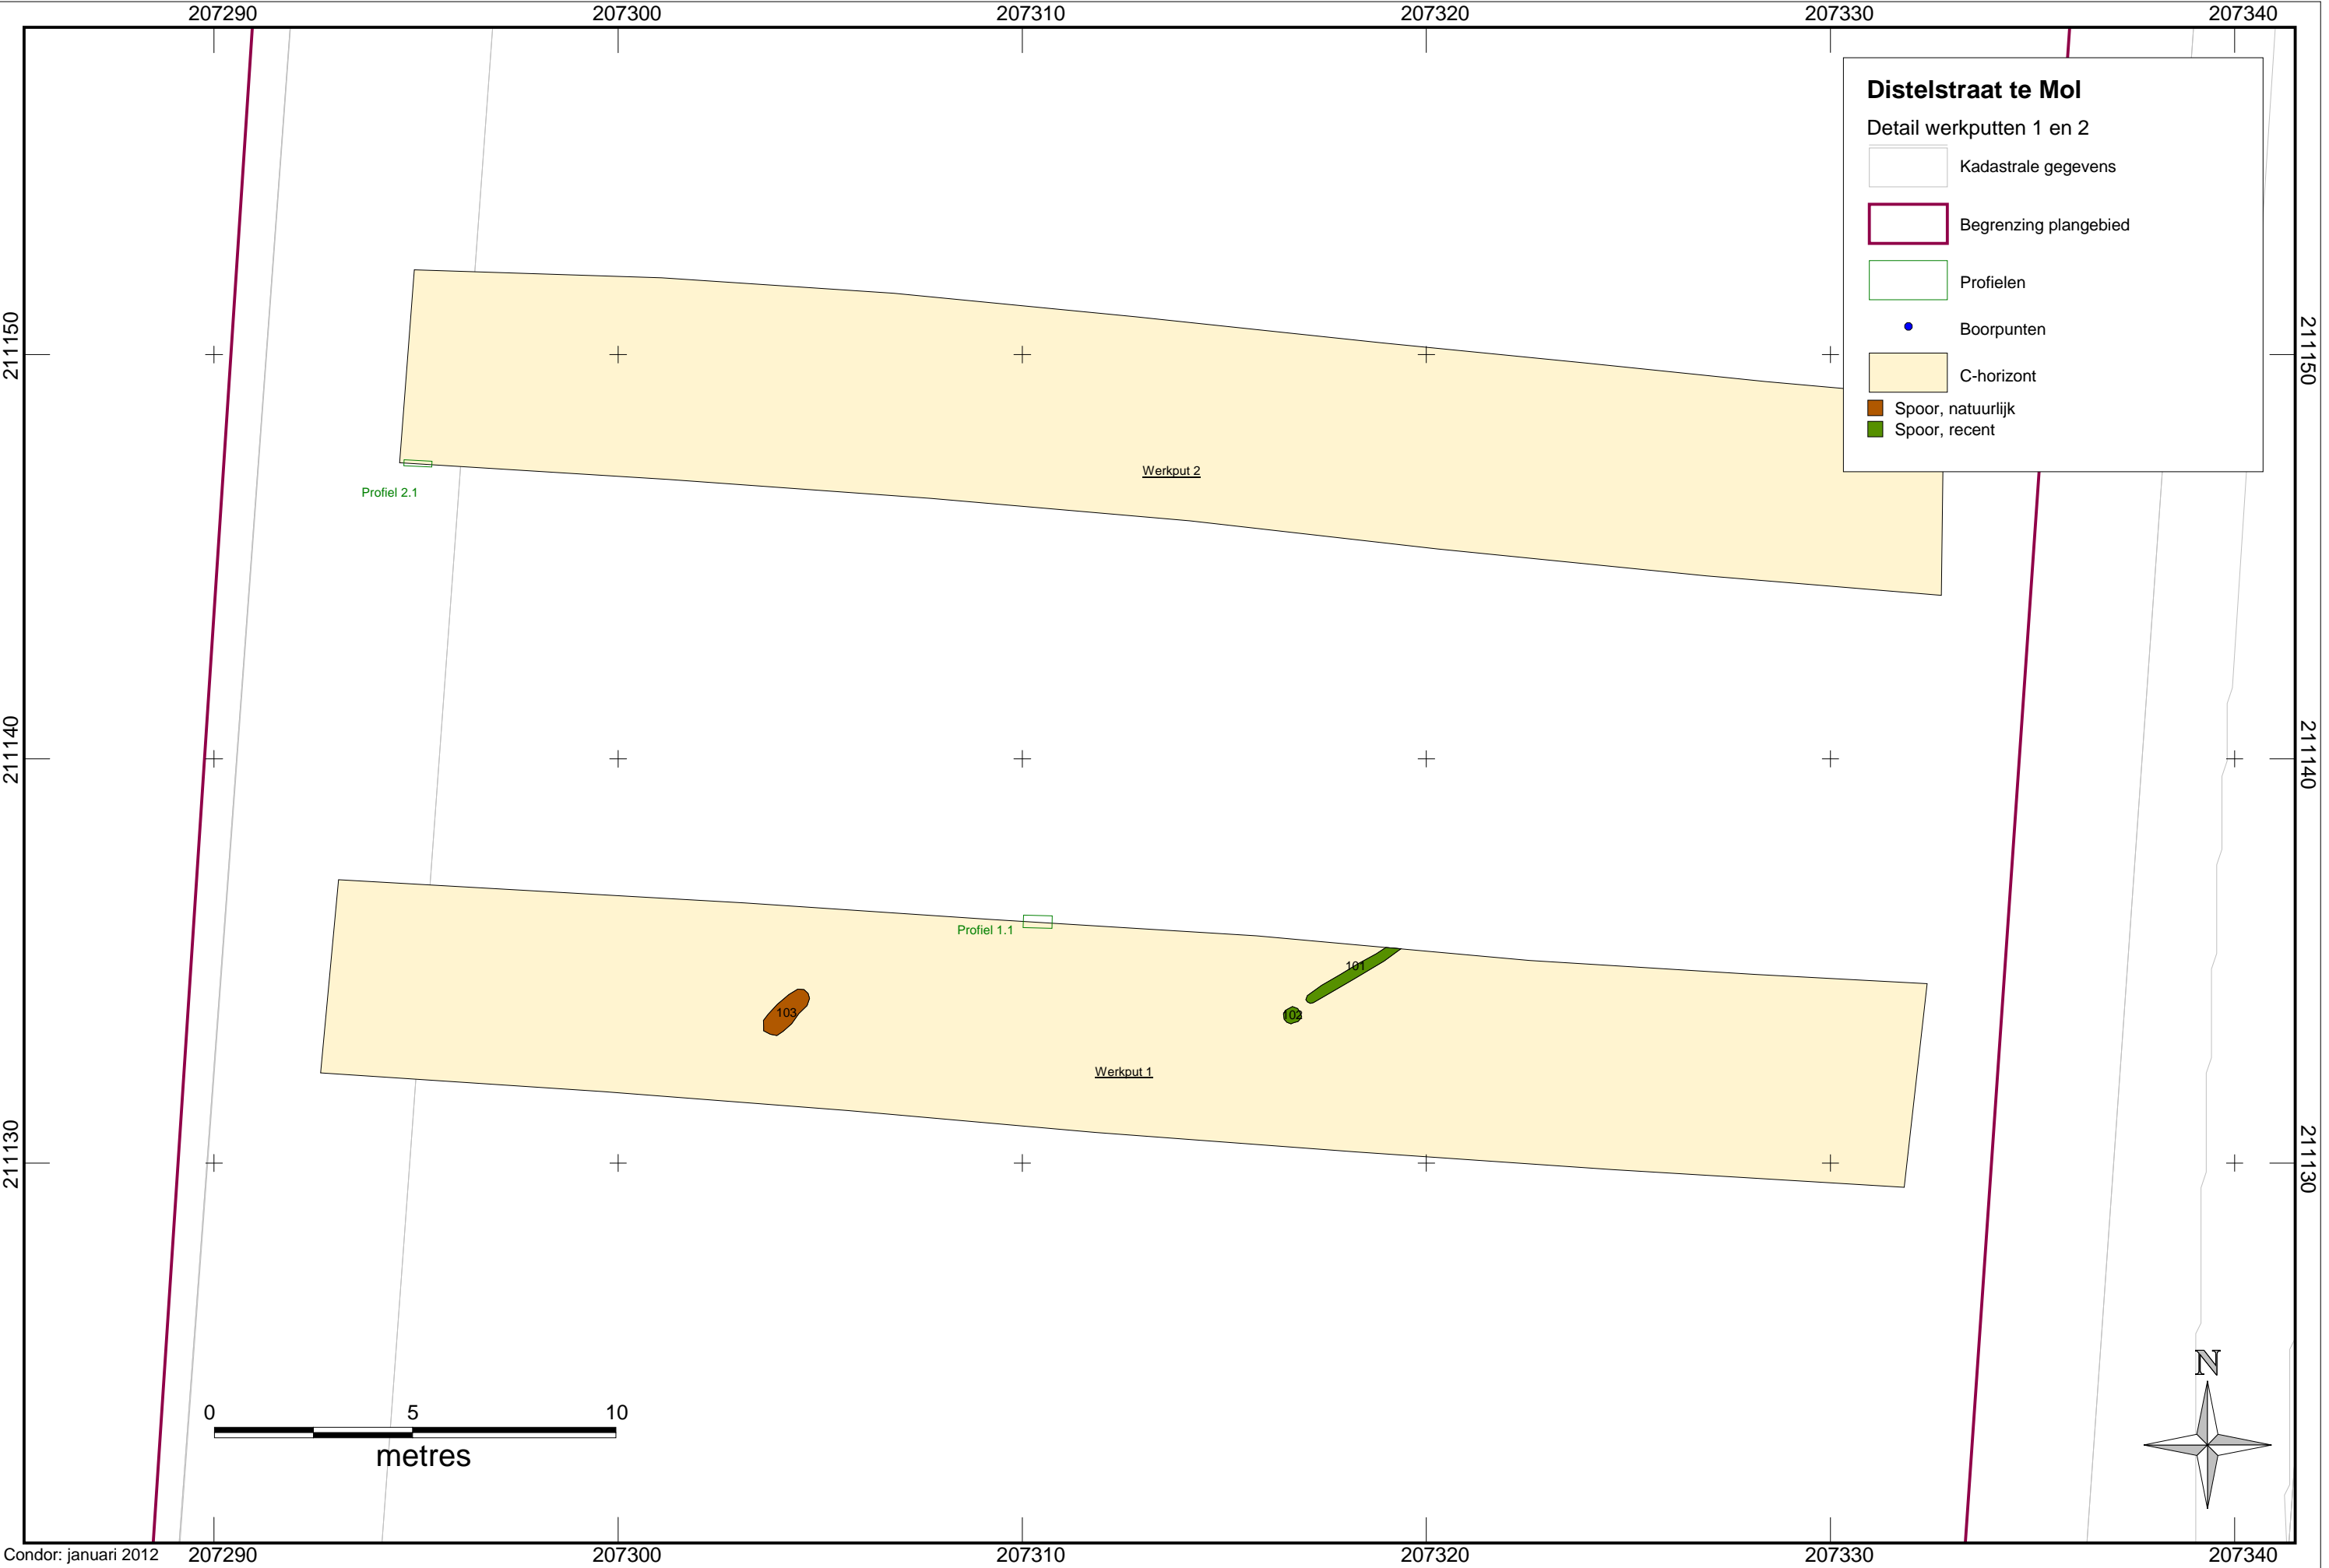 207290 207300 207310 207320 207330 207340
Distelstraat te Mol
Detail werkputten 1 en 2
Kadastrale gegevens
Begrenzing plangebied
Profielen
Boorpunten
C-horizont
Spoor, natuurlijk
Spoor, recent
211150 211150
Werkput 2
Profiel 2.1
211140 211140
Profiel 1.1
101
103
102
Werkput 1
211130 211130
N
0 5 10
metres
Condor: januari 2012
207290 207300 207310 207320 207330 207340